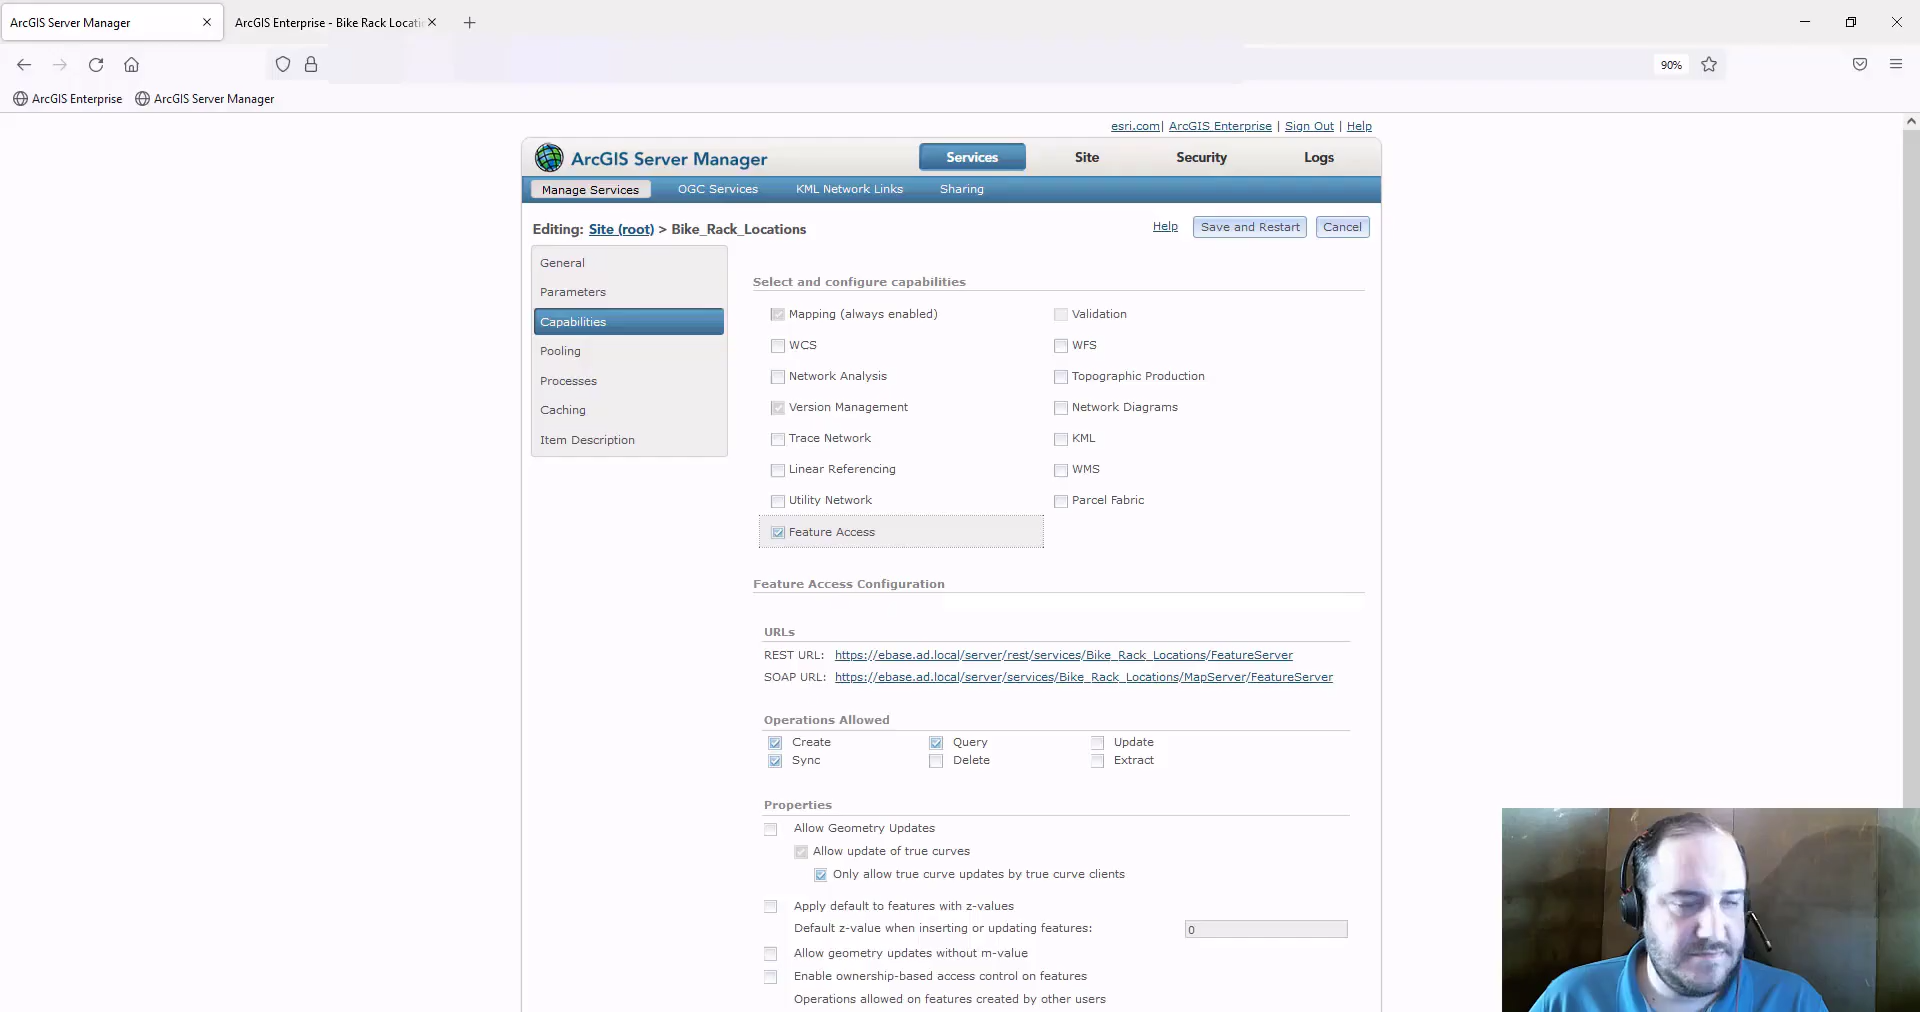 ArcGIS Server Manager
ArcGIS Enterprise - Bike Rack Locati
90%
ArcGIS Enterprise
ArcGIS Server Manager
esri.com| ArcGIS Enterprise | Sign Out | Help
ArcGIS Server Manager
Services
Site
Security
Logs
Manage Services
OGC Services
KML Network Links
Sharing
Editing: Site (root) > Bike_Rack_Locations
Help
Save and Restart
Cancel
General
Parameters
Capabilities
Pooling
Processes
Caching
Item Description
Select and configure capabilities
Mapping (always enabled)
Validation
WCS
WFS
Network Analysis
Topographic Production
Version Management
Network Diagrams
Trace Network
KML
Linear Referencing
WMS
Utility Network
Parcel Fabric
Feature Access
Feature Access Configuration
URLs
REST URL: https://ebase.ad.local/server/rest/services/Bike_Rack_Locations/FeatureServer
SOAP URL: https://ebase.ad.local/server/services/Bike_Rack_Locations/MapServer/FeatureServer
Operations Allowed
Create
Query
Update
Sync
Delete
Extract
Properties
Allow Geometry Updates
Allow update of true curves
Only allow true curve updates by true curve clients
Apply default to features with z-values
Default z-value when inserting or updating features:
0
Allow geometry updates without m-value
Enable ownership-based access control on features
Operations allowed on features created by other users